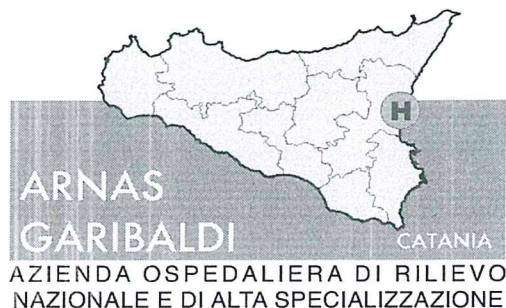 H
ARNAS
GARIBALDI
CATANIA
AZIENDA OSPEDALIERA DI RILIEVO
NAZIONALE E DI ALTA SPECIALIZZAZIONE